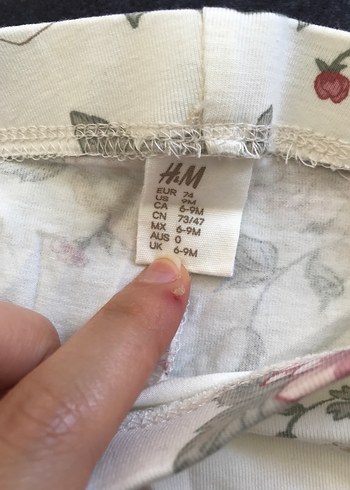 H&M
EUR 74
US 9M
CA 6-9M
CN 73/47
MX 6-9M
AUS 0
UK 6-9M